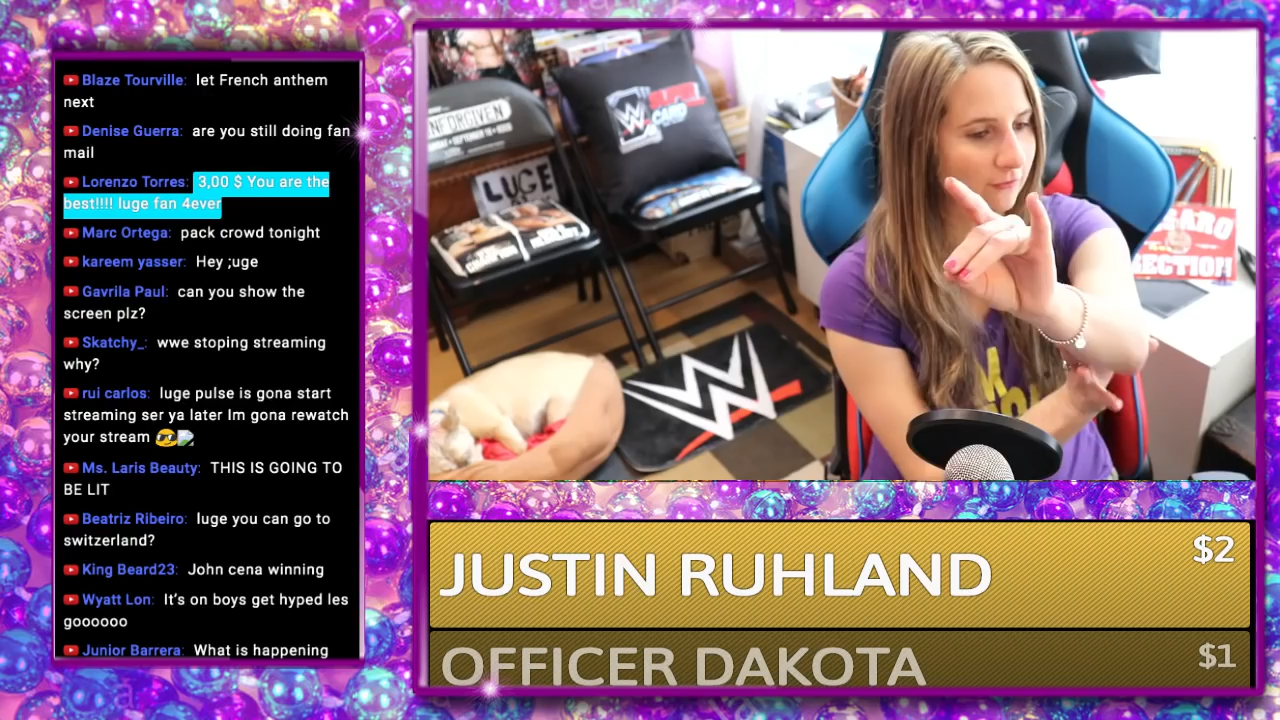 Blaze Tourville: let French anthem
next
Denise Guerra: are you still doing fan
mail
Lorenzo Torres: 3,00 $ You are the
best!!!! luge fan 4ever
Marc Ortega: pack crowd tonight
kareem yasser: Hey ;uge
Gavrila Paul: can you show the
screen plz?
Skatchy_: wwe stoping streaming
why?
rui carlos: luge pulse is gona start
streaming ser ya later Im gona rewatch
your stream 😎
Ms. Laris Beauty: THIS IS GOING TO
BE LIT
Beatriz Ribeiro: luge you can go to
switzerland?
King Beard23: John cena winning
Wyatt Lon: It's on boys get hyped les
goooooo
Junior Barrera: What is happening
NFORGIVEN
LUGE
W
CARD
W
RECTION!
JUSTIN RUHLAND
$2
OFFICER DAKOTA
$1